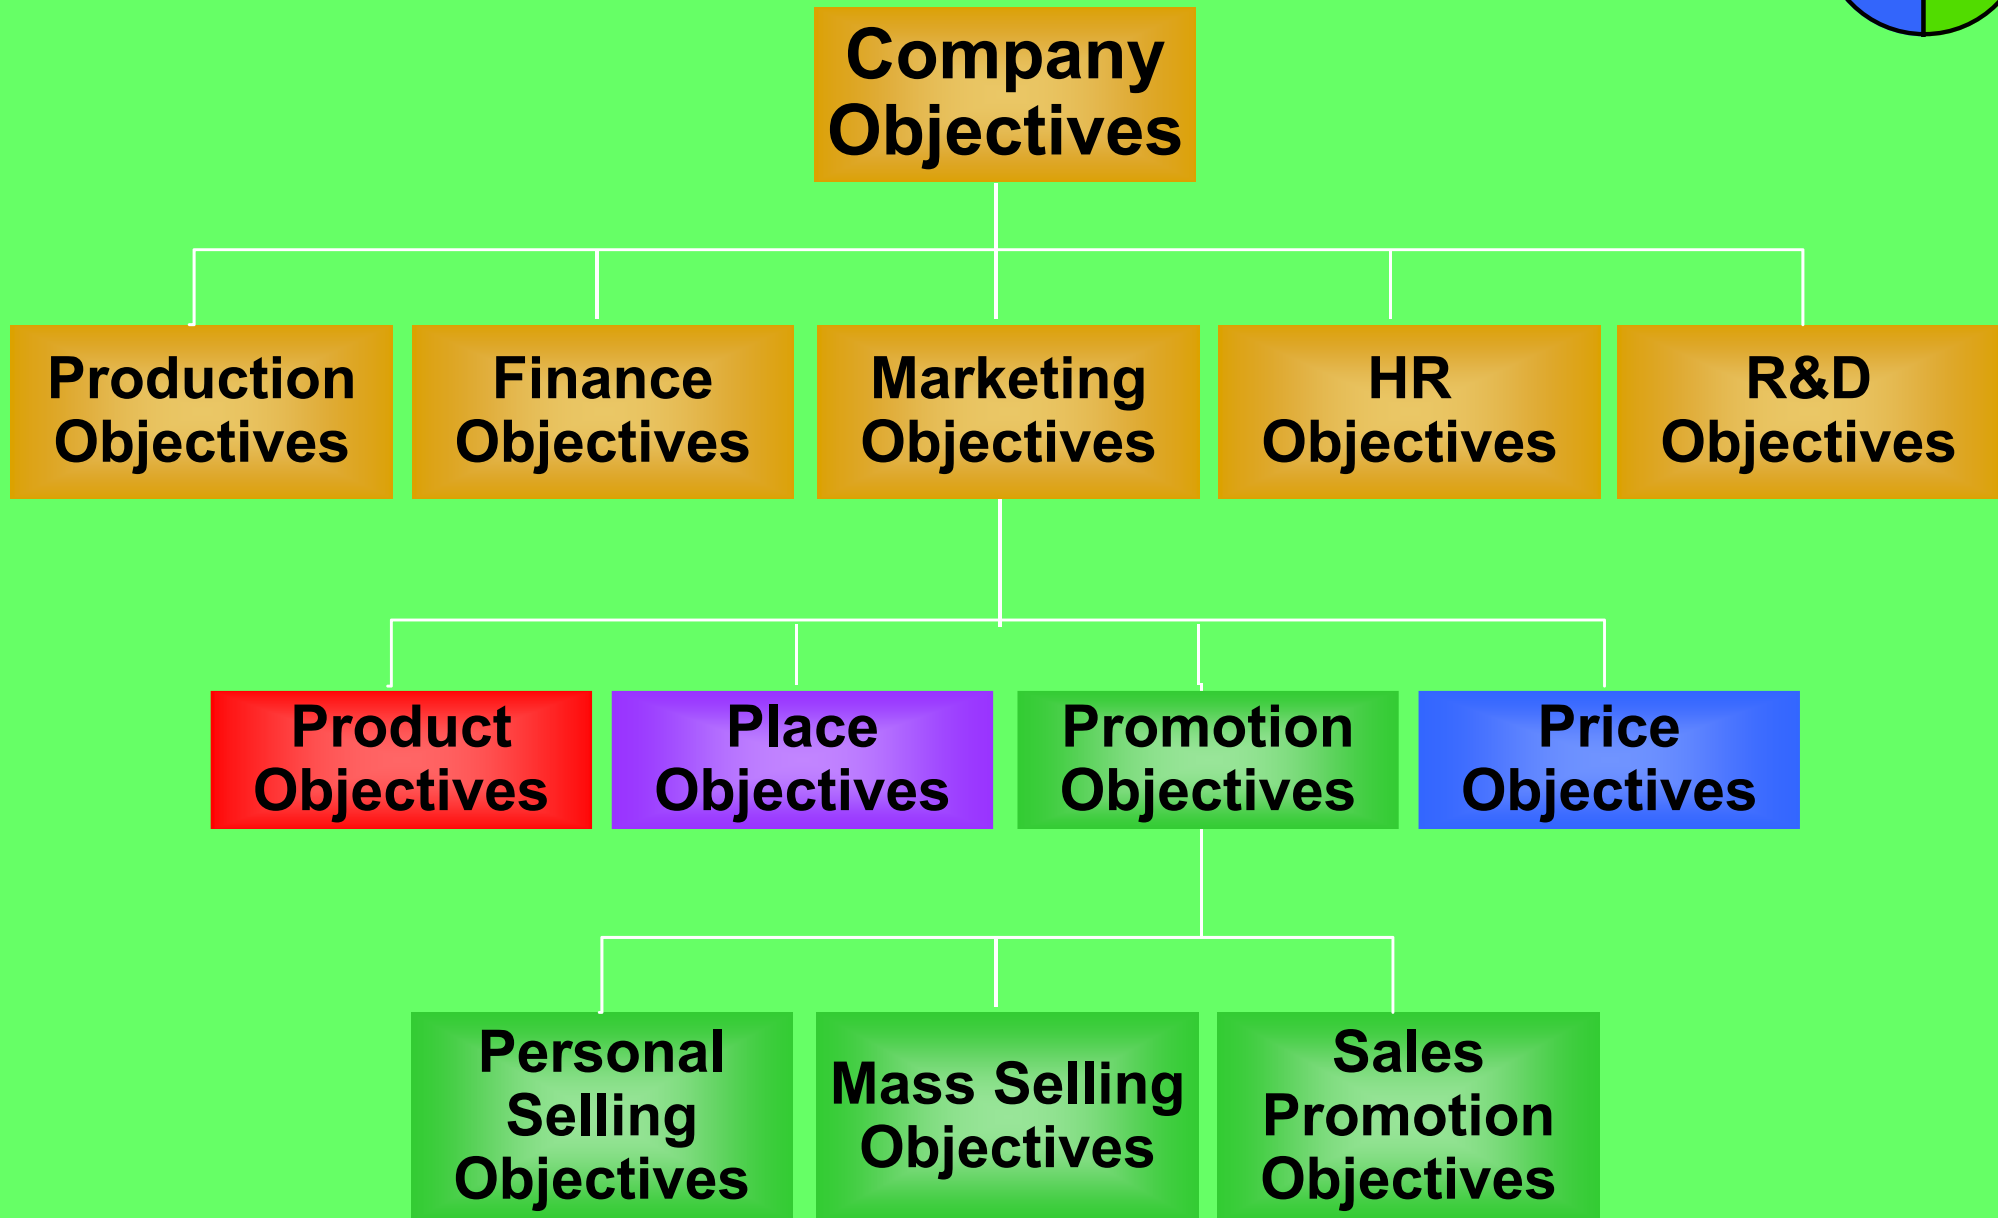 Company
Objectives
Production
Objectives
Finance
Objectives
Marketing
Objectives
HR
Objectives
R&D
Objectives
Product
Objectives
Place
Objectives
Promotion
Objectives
Price
Objectives
Personal
Selling
Objectives
Mass Selling
Objectives
Sales
Promotion
Objectives